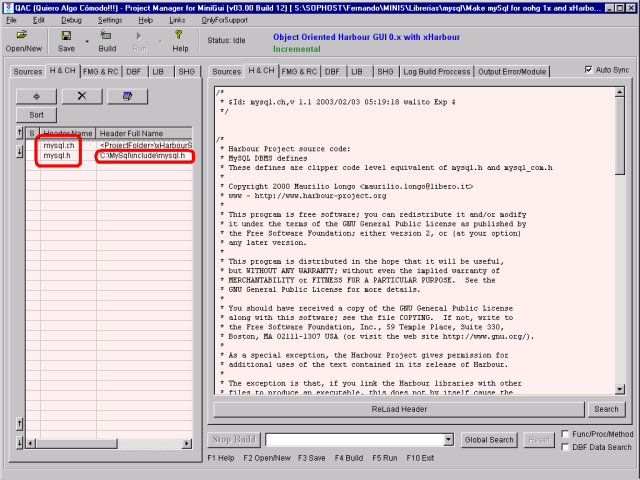 QAC (Quiero Algo Cómodo!!!] - Project Manager for MiniGui (v03.00 Build 12) [ S:\SOPHOST\Fernando\MINIS\Librerias\mysql\Make mySql for oohg 1x and xHarbo...
File Edit Debug Settings Help Links OnlyForSupport
Open/New Save Build Run Help
Status: Idle
Object Oriented Harbour GUI 0.x with xHarbour
Incremental
Sources H & CH FMG & RC DBF LIB SHG
Sources H & CH FMG & RC DBF LIB SHG Log Build Proccess Output Error/Module Auto Sync
Sort
S Header Name Header Full Name
mysql.ch <ProjectFolder>\xHarbourS
mysql.h C:\MySql\include\mysql.h
/*
* $Id: mysql.ch,v 1.1 2003/02/03 05:19:18 walito Exp $
*/
/*
* Harbour Project source code:
* MySQL DBMS defines
* These defines are clipper code level equivalent of mysql.h and mysql_com.h
*
* Copyright 2000 Maurilio Longo <maurilio.longo@libero.it>
* www - http://www.harbour-project.org
*
* This program is free software; you can redistribute it and/or modify
* it under the terms of the GNU General Public License as published by
* the Free Software Foundation; either version 2, or (at your option)
* any later version.
*
* This program is distributed in the hope that it will be useful,
* but WITHOUT ANY WARRANTY; without even the implied warranty of
* MERCHANTABILITY or FITNESS FOR A PARTICULAR PURPOSE.  See the
* GNU General Public License for more details.
*
* You should have received a copy of the GNU General Public License
* along with this software; see the file COPYING.  If not, write to
* the Free Software Foundation, Inc., 59 Temple Place, Suite 330,
* Boston, MA 02111-1307 USA (or visit the web site http://www.gnu.org/).
*
* As a special exception, the Harbour Project gives permission for
* additional uses of the text contained in its release of Harbour.
*
* The exception is that, if you link the Harbour libraries with other
* files to produce an executable, this does not by itself cause the
ReLoad Header Search
Stop Build Global Search Reset Func/Proc/Method
DBF Data Search
F1 Help F2 Open/New F3 Save F4 Build F5 Run F10 Exit